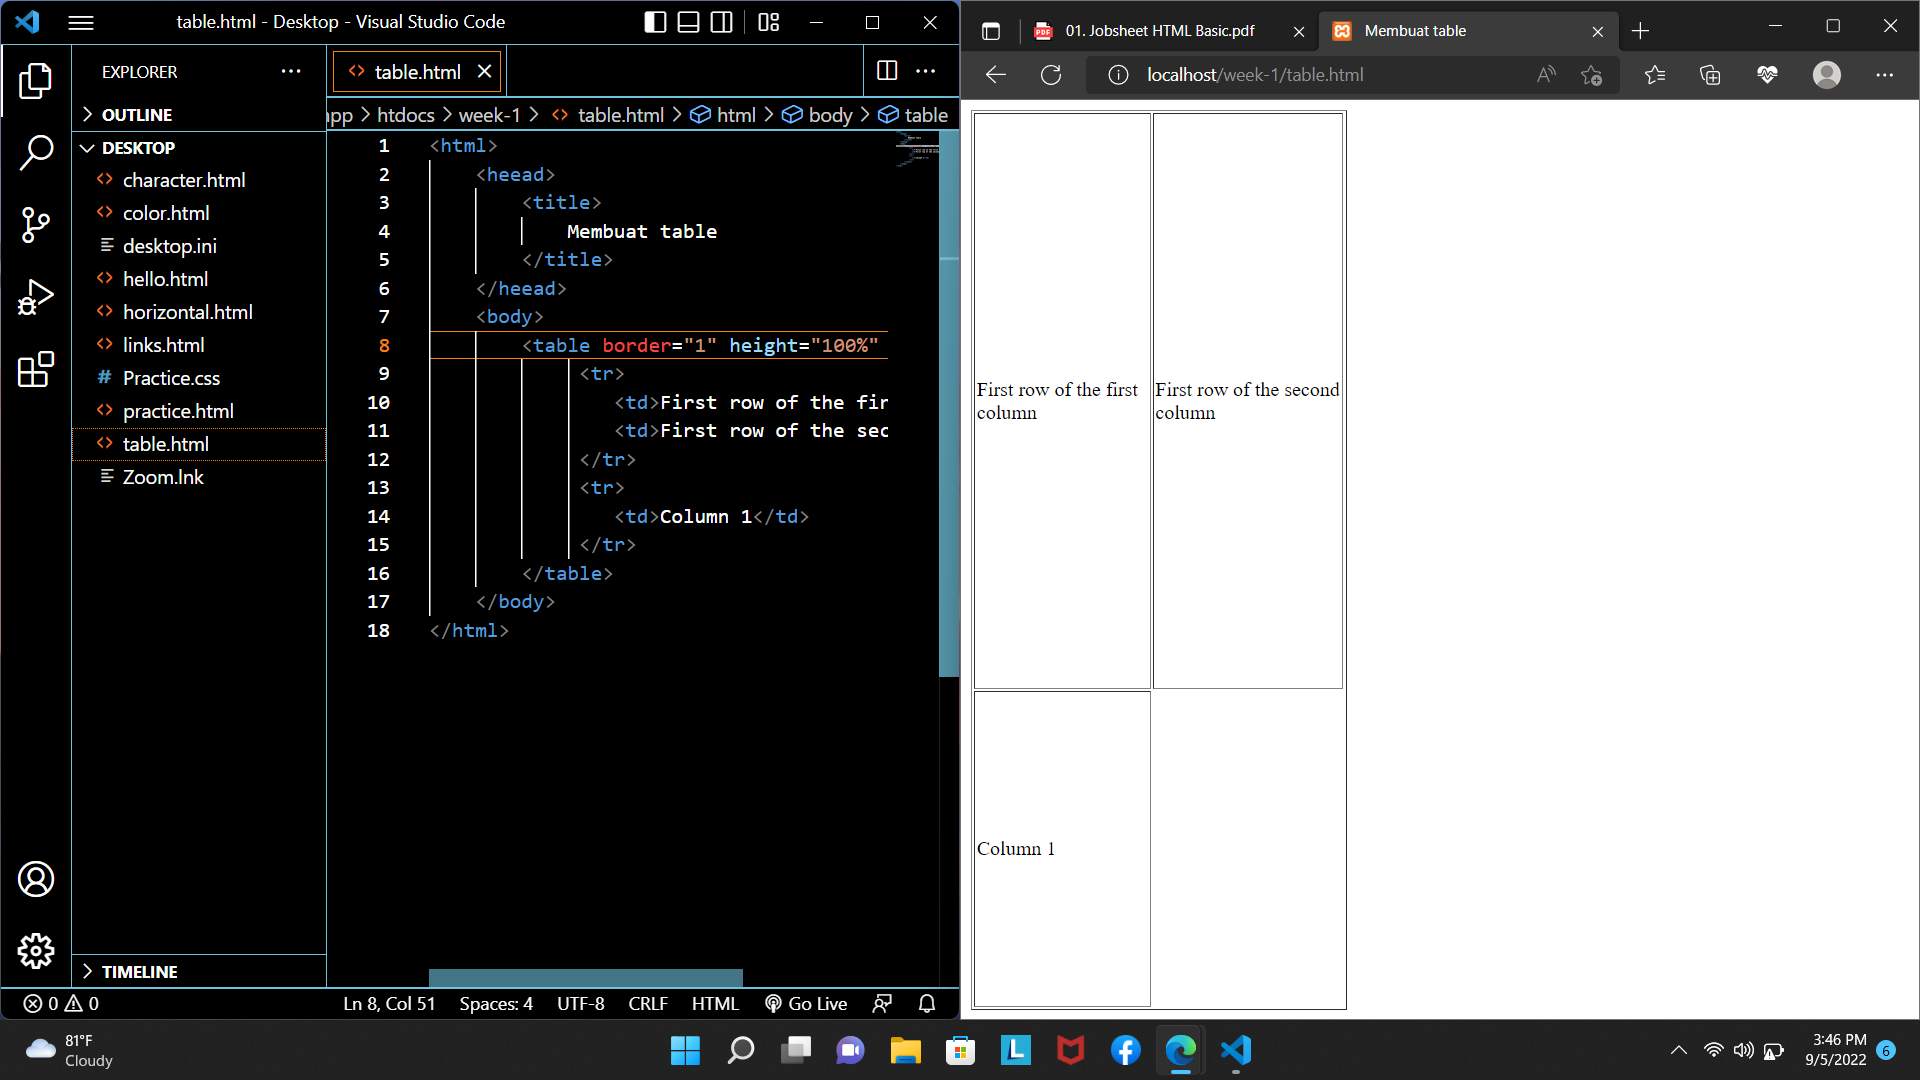 table.html - Desktop - Visual Studio Code
EXPLORER
OUTLINE
DESKTOP
character.html
color.html
desktop.ini
hello.html
horizontal.html
links.html
# Practice.css
practice.html
table.html
Zoom.lnk
TIMELINE
table.html
app > htdocs > week-1 > table.html > html > body > table
1 <html>
2 <heead>
3 <title>
4 Membuat table
5 </title>
6 </heead>
7 <body>
8 <table border="1" height="100%"
9 <tr>
10 <td>First row of the fir
11 <td>First row of the sec
12 </tr>
13 <tr>
14 <td>Column 1</td>
15 </tr>
16 </table>
17 </body>
18 </html>
0 0 Ln 8, Col 51 Spaces: 4 UTF-8 CRLF HTML Go Live
PDF 01. Jobsheet HTML Basic.pdf Membuat table
localhost/week-1/table.html
First row of the first
column
First row of the second
column
Column 1
81°F
Cloudy
L
3:46 PM
9/5/2022
6